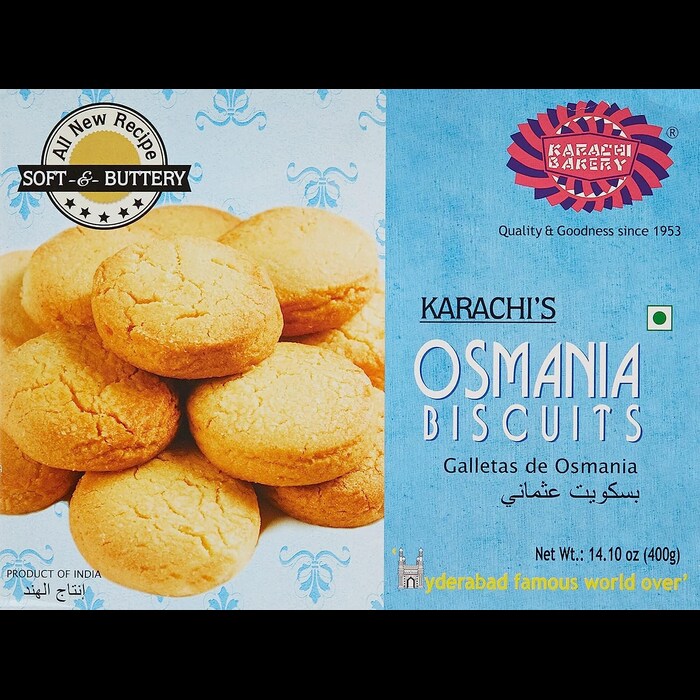 All New Recipe
SOFT -&- BUTTERY
KARACHI
BAKERY
®
Quality & Goodness since 1953
KARACHI'S
OSMANIA
BISCUITS
Galletas de Osmania
بسكويت عثماني
Net Wt.: 14.10 oz (400g)
'Hyderabad famous world over'
PRODUCT OF INDIA
إنتاج الهند